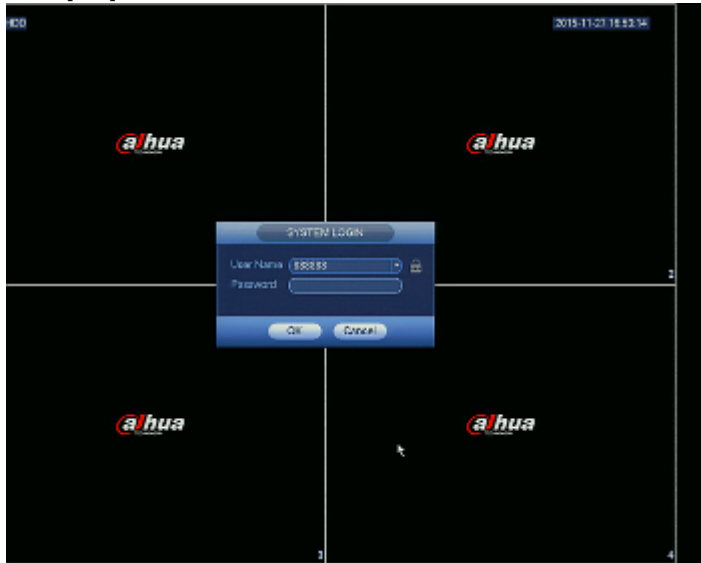 HDD
2015-11-27 16:53:14
alhua
alhua
SYSTEM LOGIN
User Name 888888
Password
OK
Cancel
2
alhua
alhua
3
4